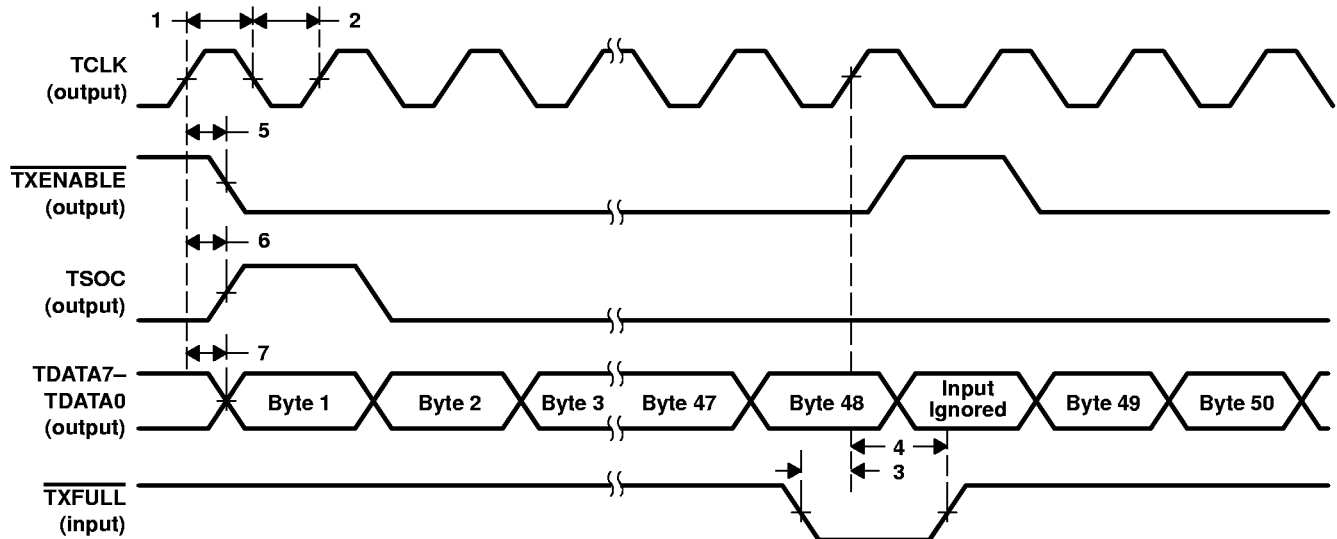 1
2
TCLK
(output)
5
TXENABLE
(output)
6
TSOC
(output)
7
TDATA7–
TDATA0
(output)
Byte 1
Byte 2
Byte 3
Byte 47
Byte 48
Input
Ignored
Byte 49
Byte 50
4
3
TXFULL
(input)